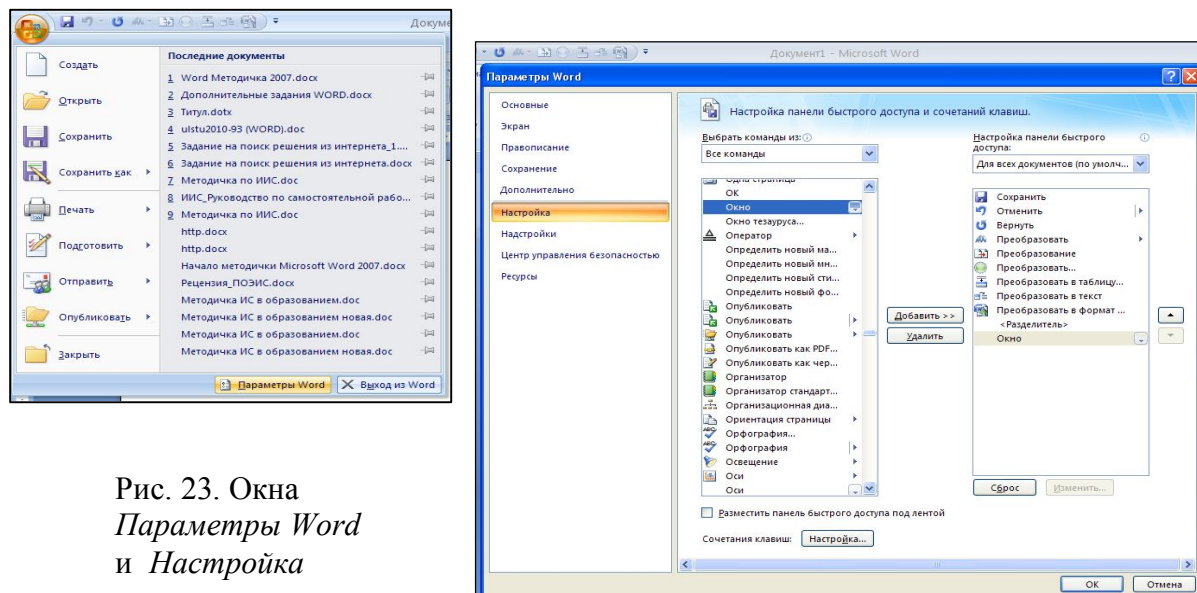 Докуме
Создать
Открыть
Сохранить
Сохранить как
Печать
Подготовить
Отправить
Опубликовать
Закрыть
Последние документы
1 Word Методичка 2007.docx
2 Дополнительные задания WORD.docx
3 Титул.dotx
4 ulstu2010-93 (WORD).doc
5 Задание на поиск решения из интернета_1....
6 Задание на поиск решения из интернета.docx
7 Методичка по ИИС.doc
8 ИИС_Руководство по самостоятельной рабо...
9 Методичка по ИИС.doc
http.docx
http.docx
Начало методички Microsoft Word 2007.docx
Рецензия_ПОЭИС.docx
Методичка ИС в образованием.doc
Методичка ИС в образованием новая.doc
Методичка ИС в образованием.doc
Методичка ИС в образованием новая.doc
Параметры Word
Выход из Word
Рис. 23. Окна
Параметры Word
и Настройка
Документ1 - Microsoft Word
Параметры Word
Основные
Экран
Правописание
Сохранение
Дополнительно
Настройка
Надстройки
Центр управления безопасностью
Ресурсы
Настройка панели быстрого доступа и сочетаний клавиш.
Выбрать команды из:
Все команды
Одна страница
ОК
Окно
Окно тезауруса...
Оператор
Определить новый ма...
Определить новый мн...
Определить новый сти...
Определить новый фо...
Опубликовать
Опубликовать
Опубликовать
Опубликовать как PDF...
Опубликовать как чер...
Организатор
Организатор стандарт...
Организационная диа...
Ориентация страницы
Орфография...
Орфография
Освещение
Оси
Оси
Добавить >>
Удалить
Настройка панели быстрого
доступа:
Для всех документов (по умолч...
Сохранить
Отменить
Вернуть
Преобразовать
Преобразование
Преобразовать...
Преобразовать в таблицу...
Преобразовать в текст
Преобразовать в формат ...
<Разделитель>
Окно
Сброс
Изменить...
Разместить панель быстрого доступа под лентой
Сочетания клавиш:
Настройка...
ОК
Отмена